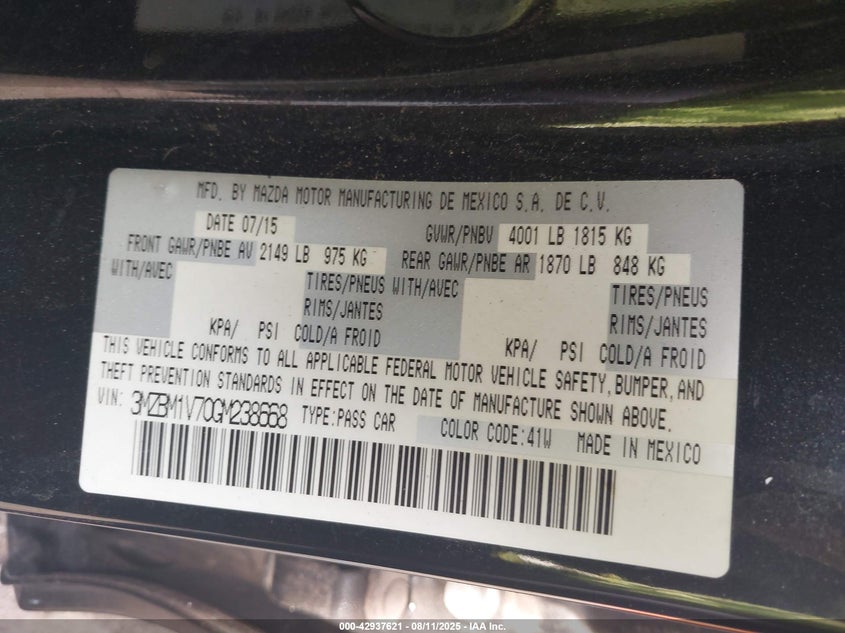 MFD. BY MAZDA MOTOR MANUFACTURING DE MEXICO S.A. DE C.V.
DATE 07/15 GVWR/PNBV 4001 LB 1815 KG
FRONT GAWR/PNBE AV 2149 LB 975 KG REAR GAWR/PNBE AR 1870 LB 848 KG
WITH/AVEC TIRES/PNEUS WITH/AVEC TIRES/PNEUS
RIMS/JANTES RIMS/JANTES
KPA/ PSI COLD/A FROID KPA/ PSI COLD/A FROID
THIS VEHICLE CONFORMS TO ALL APPLICABLE FEDERAL MOTOR VEHICLE SAFETY, BUMPER, AND
THEFT PREVENTION STANDARDS IN EFFECT ON THE DATE OF MANUFACTURE SHOWN ABOVE.
VIN: 3MZBM1V70GM238668 TYPE:PASS CAR COLOR CODE:41W MADE IN MEXICO
000-42937621 - 08/11/2025 - IAA Inc.